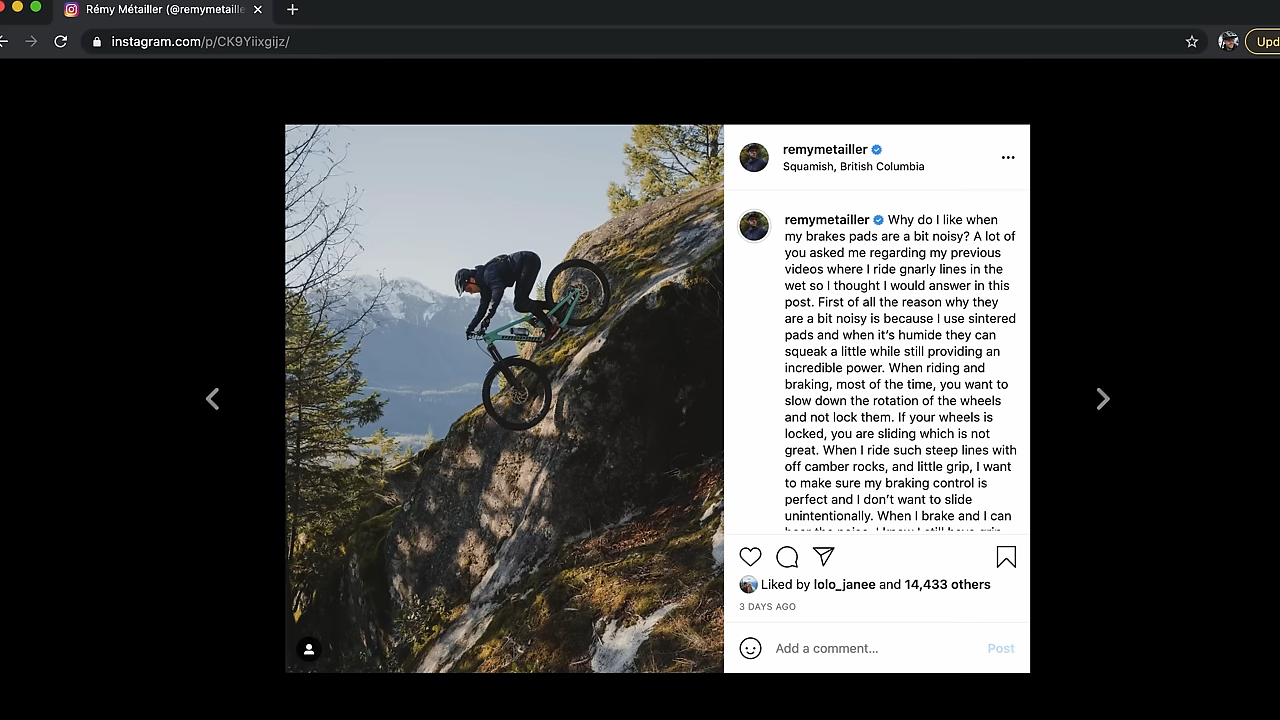 Rémy Métailler (@remymetaille
instagram.com/p/CK9Yiixgijz/
Upd
remymetailler
Squamish, British Columbia
remymetailler Why do I like when
my brakes pads are a bit noisy? A lot of
you asked me regarding my previous
videos where I ride gnarly lines in the
wet so I thought I would answer in this
post. First of all the reason why they
are a bit noisy is because I use sintered
pads and when it’s humide they can
squeak a little while still providing an
incredible power. When riding and
braking, most of the time, you want to
slow down the rotation of the wheels
and not lock them. If your wheels is
locked, you are sliding which is not
great. When I ride such steep lines with
off camber rocks, and little grip, I want
to make sure my braking control is
perfect and I don’t want to slide
unintentionally. When I brake and I can
hear the noise, I know I still have grip
Liked by lolo_janee and 14,433 others
3 DAYS AGO
Add a comment...
Post